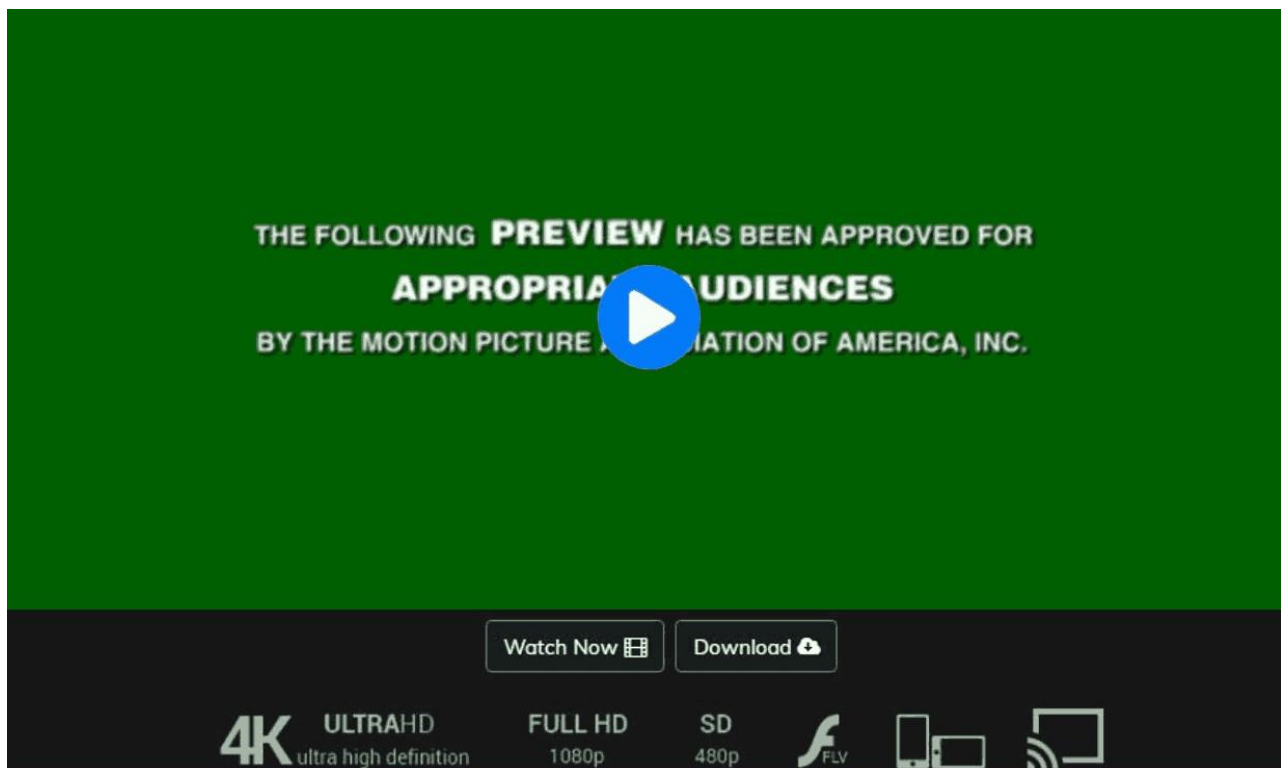 THE FOLLOWING PREVIEW HAS BEEN APPROVED FOR
AUDIENCES
BY THE MOTION PICTURE OF AMERICA, INC.
Watch Now
Download
4K ULTRAHD
ultra high definition
FULL HD
1080p
SD
480p
FLV